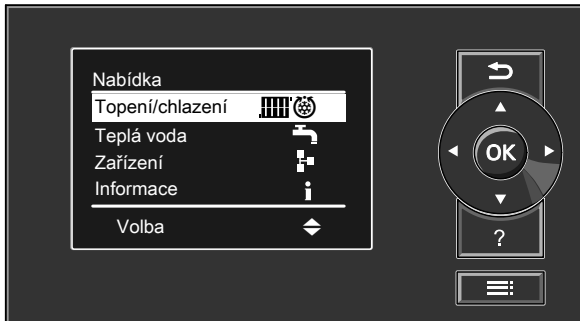 Nabídka
Topení/chlazení
Teplá voda
Zařízení
Informace
Volba
OK
?